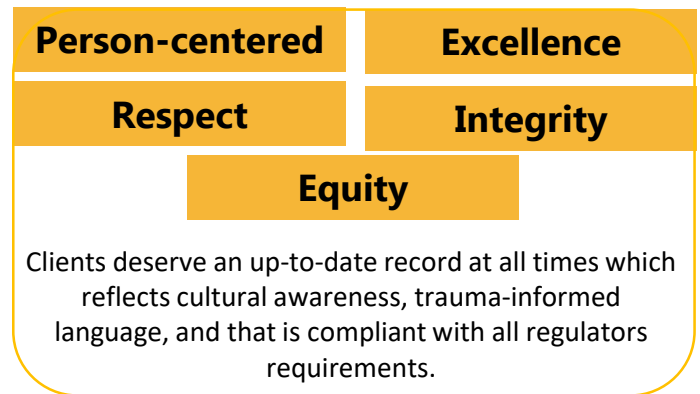 Person-centered
Excellence
Respect
Integrity
Equity
Clients deserve an up-to-date record at all times which
reflects cultural awareness, trauma-informed
language, and that is compliant with all regulators
requirements.